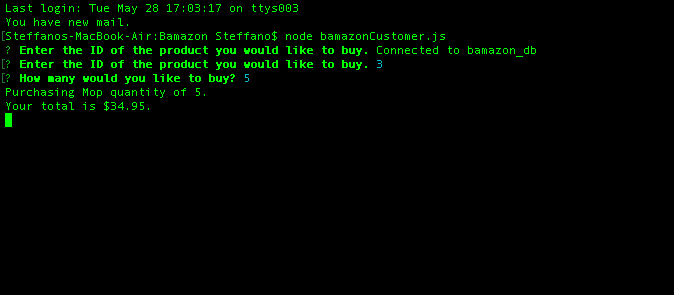 Last login: Tue May 28 17:03:17 on ttys003
You have new mail.
[Steffanos-MacBook-Air:Bamazon Steffano$ node bamazonCustomer.js
? Enter the ID of the product you would like to buy. Connected to bamazon_db
[? Enter the ID of the product you would like to buy. 3
[? How many would you like to buy? 5
Purchasing Mop quantity of 5.
Your total is $34.95.